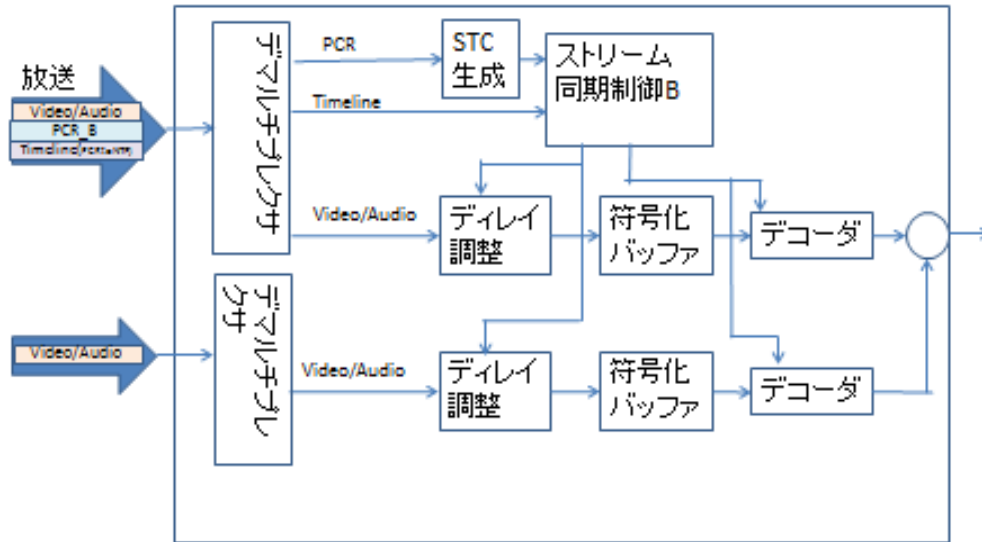 放送
Video/Audio
PCR_B
デマルチプレクサ
PCR
Timeline
Video/Audio
STC
生成
ストリーム
同期制御B
ディレイ
調整
符号化
バッファ
デコーダ
Video/Audio
デマルチプレ
クサ
Video/Audio
ディレイ
調整
符号化
バッファ
デコーダ